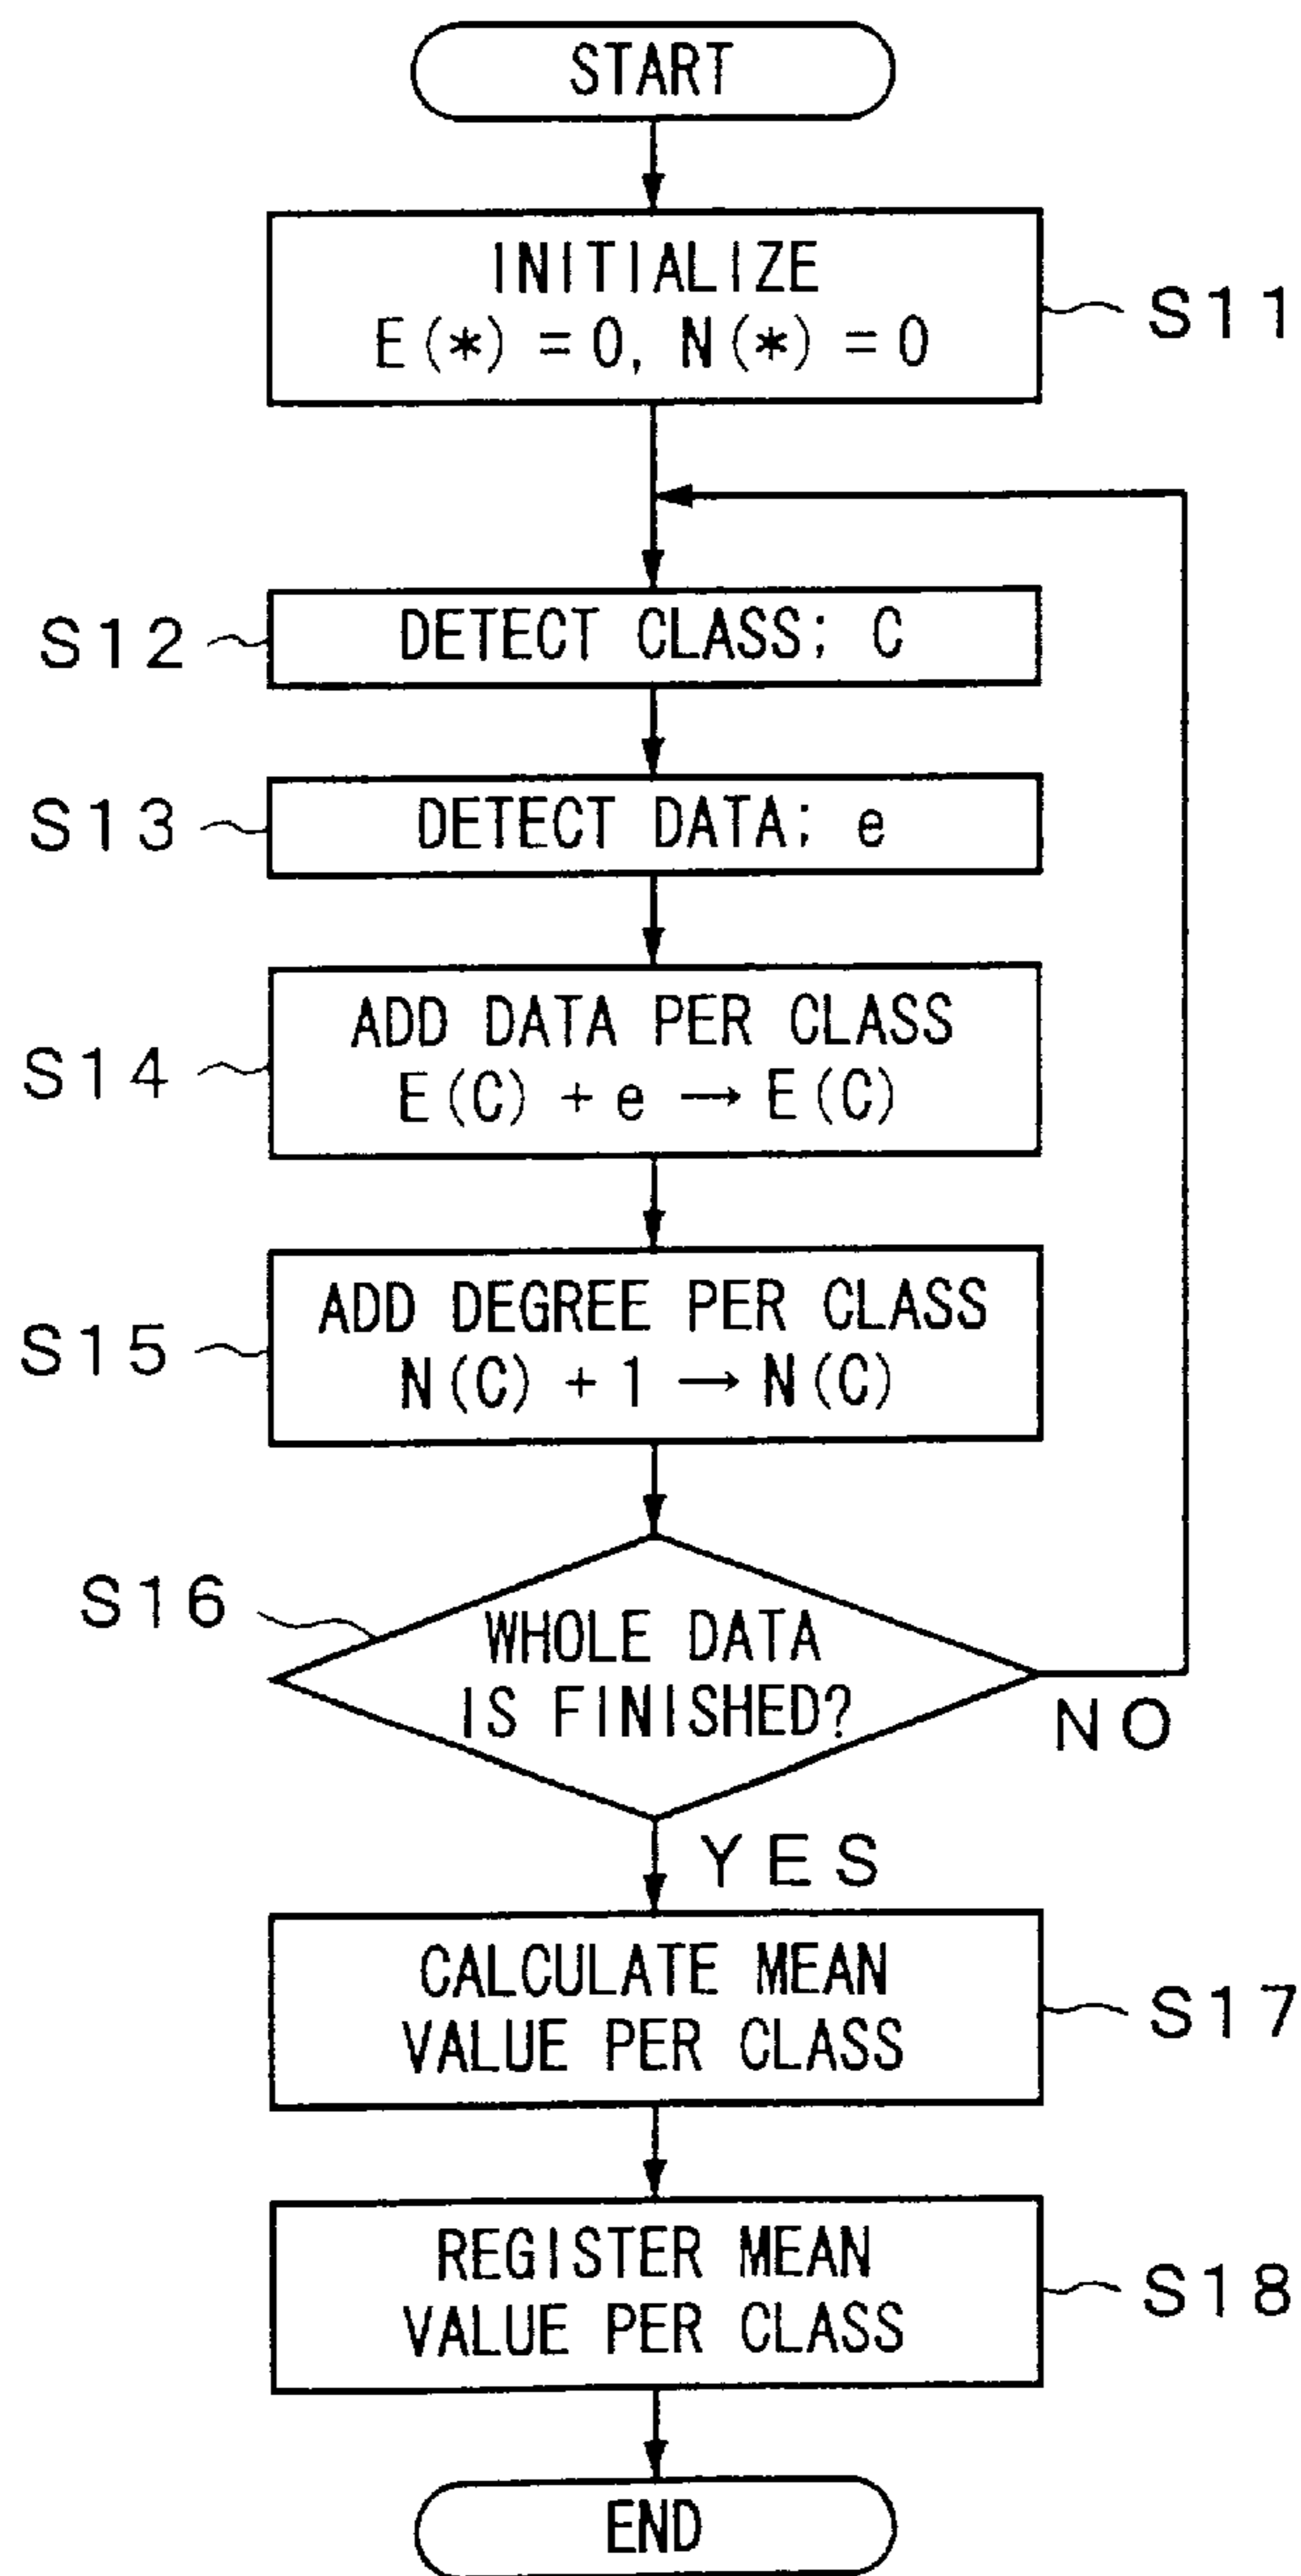 START
INITIALIZE
E(*) = 0, N(*) = 0
S11
S12
DETECT CLASS; C
S13
DETECT DATA; e
S14
ADD DATA PER CLASS
E(C) + e → E(C)
S15
ADD DEGREE PER CLASS
N(C) + 1 → N(C)
S16
WHOLE DATA
IS FINISHED?
NO
YES
CALCULATE MEAN
VALUE PER CLASS
S17
REGISTER MEAN
VALUE PER CLASS
S18
END